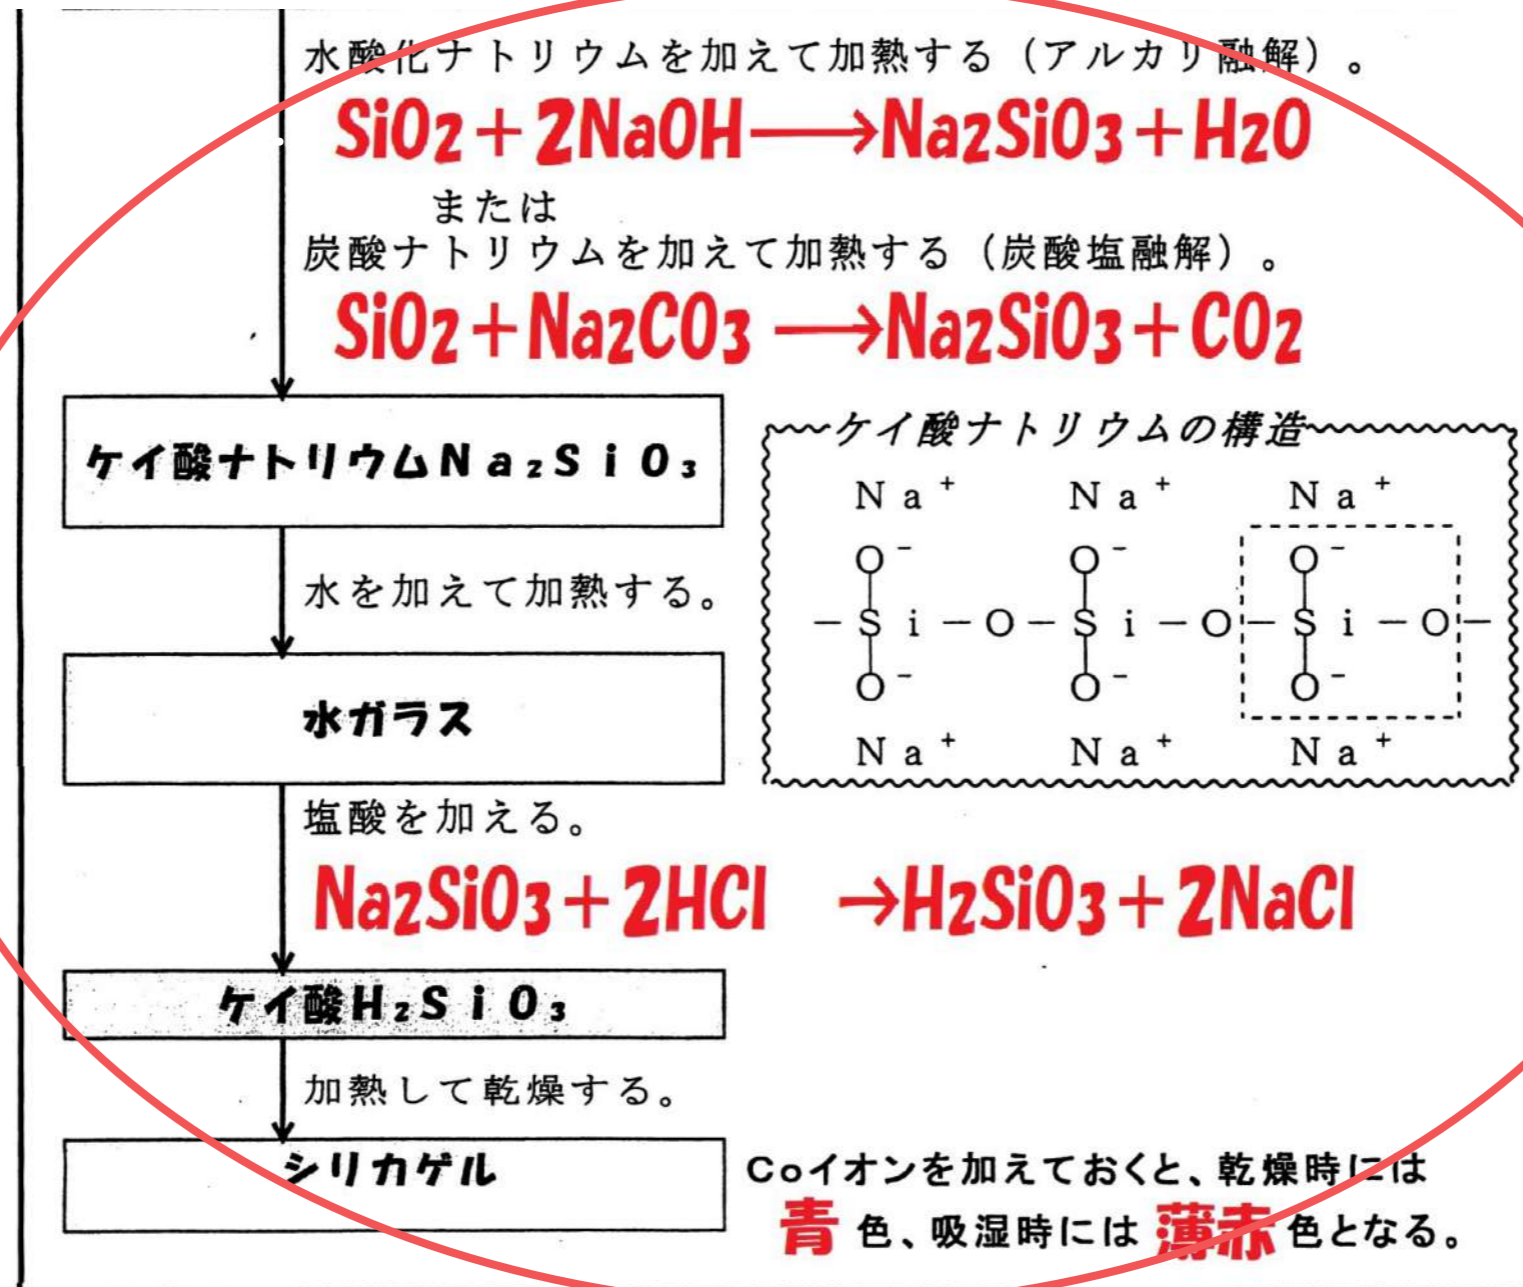 水酸化ナトリウムを加えて加熱する（アルカリ融解）。
SiO2+2NaOH→Na2SiO3+H2O
または
炭酸ナトリウムを加えて加熱する（炭酸塩融解）。
SiO2+Na2CO3→Na2SiO3+CO2
ケイ酸ナトリウムNa₂SiO₃
ケイ酸ナトリウムの構造
Na⁺ Na⁺ Na⁺
O⁻ O⁻ O⁻
－Si－O－Si－O－Si－O－
O⁻ O⁻ O⁻
Na⁺ Na⁺ Na⁺
水を加えて加熱する。
水ガラス
塩酸を加える。
Na2SiO3+2HCl →H2SiO3+2NaCl
ケイ酸H₂SiO₃
加熱して乾燥する。
シリカゲル
Coイオンを加えておくと、乾燥時には
青色、吸湿時には薄赤色となる。